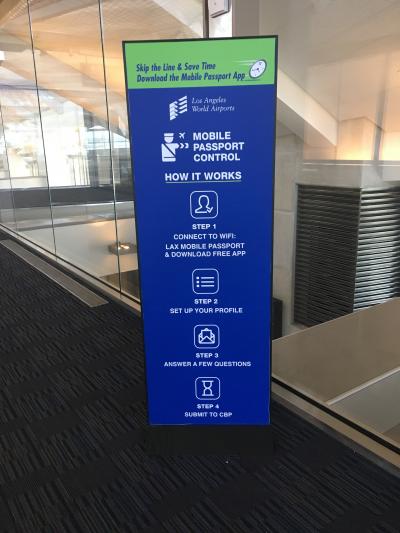 Skip the Line & Save Time
Download the Mobile Passport App
Los Angeles
World Airports
MOBILE
PASSPORT
CONTROL
HOW IT WORKS
STEP 1
CONNECT TO WIFI:
LAX MOBILE PASSPORT
& DOWNLOAD FREE APP
STEP 2
SET UP YOUR PROFILE
STEP 3
ANSWER A FEW QUESTIONS
STEP 4
SUBMIT TO CBP